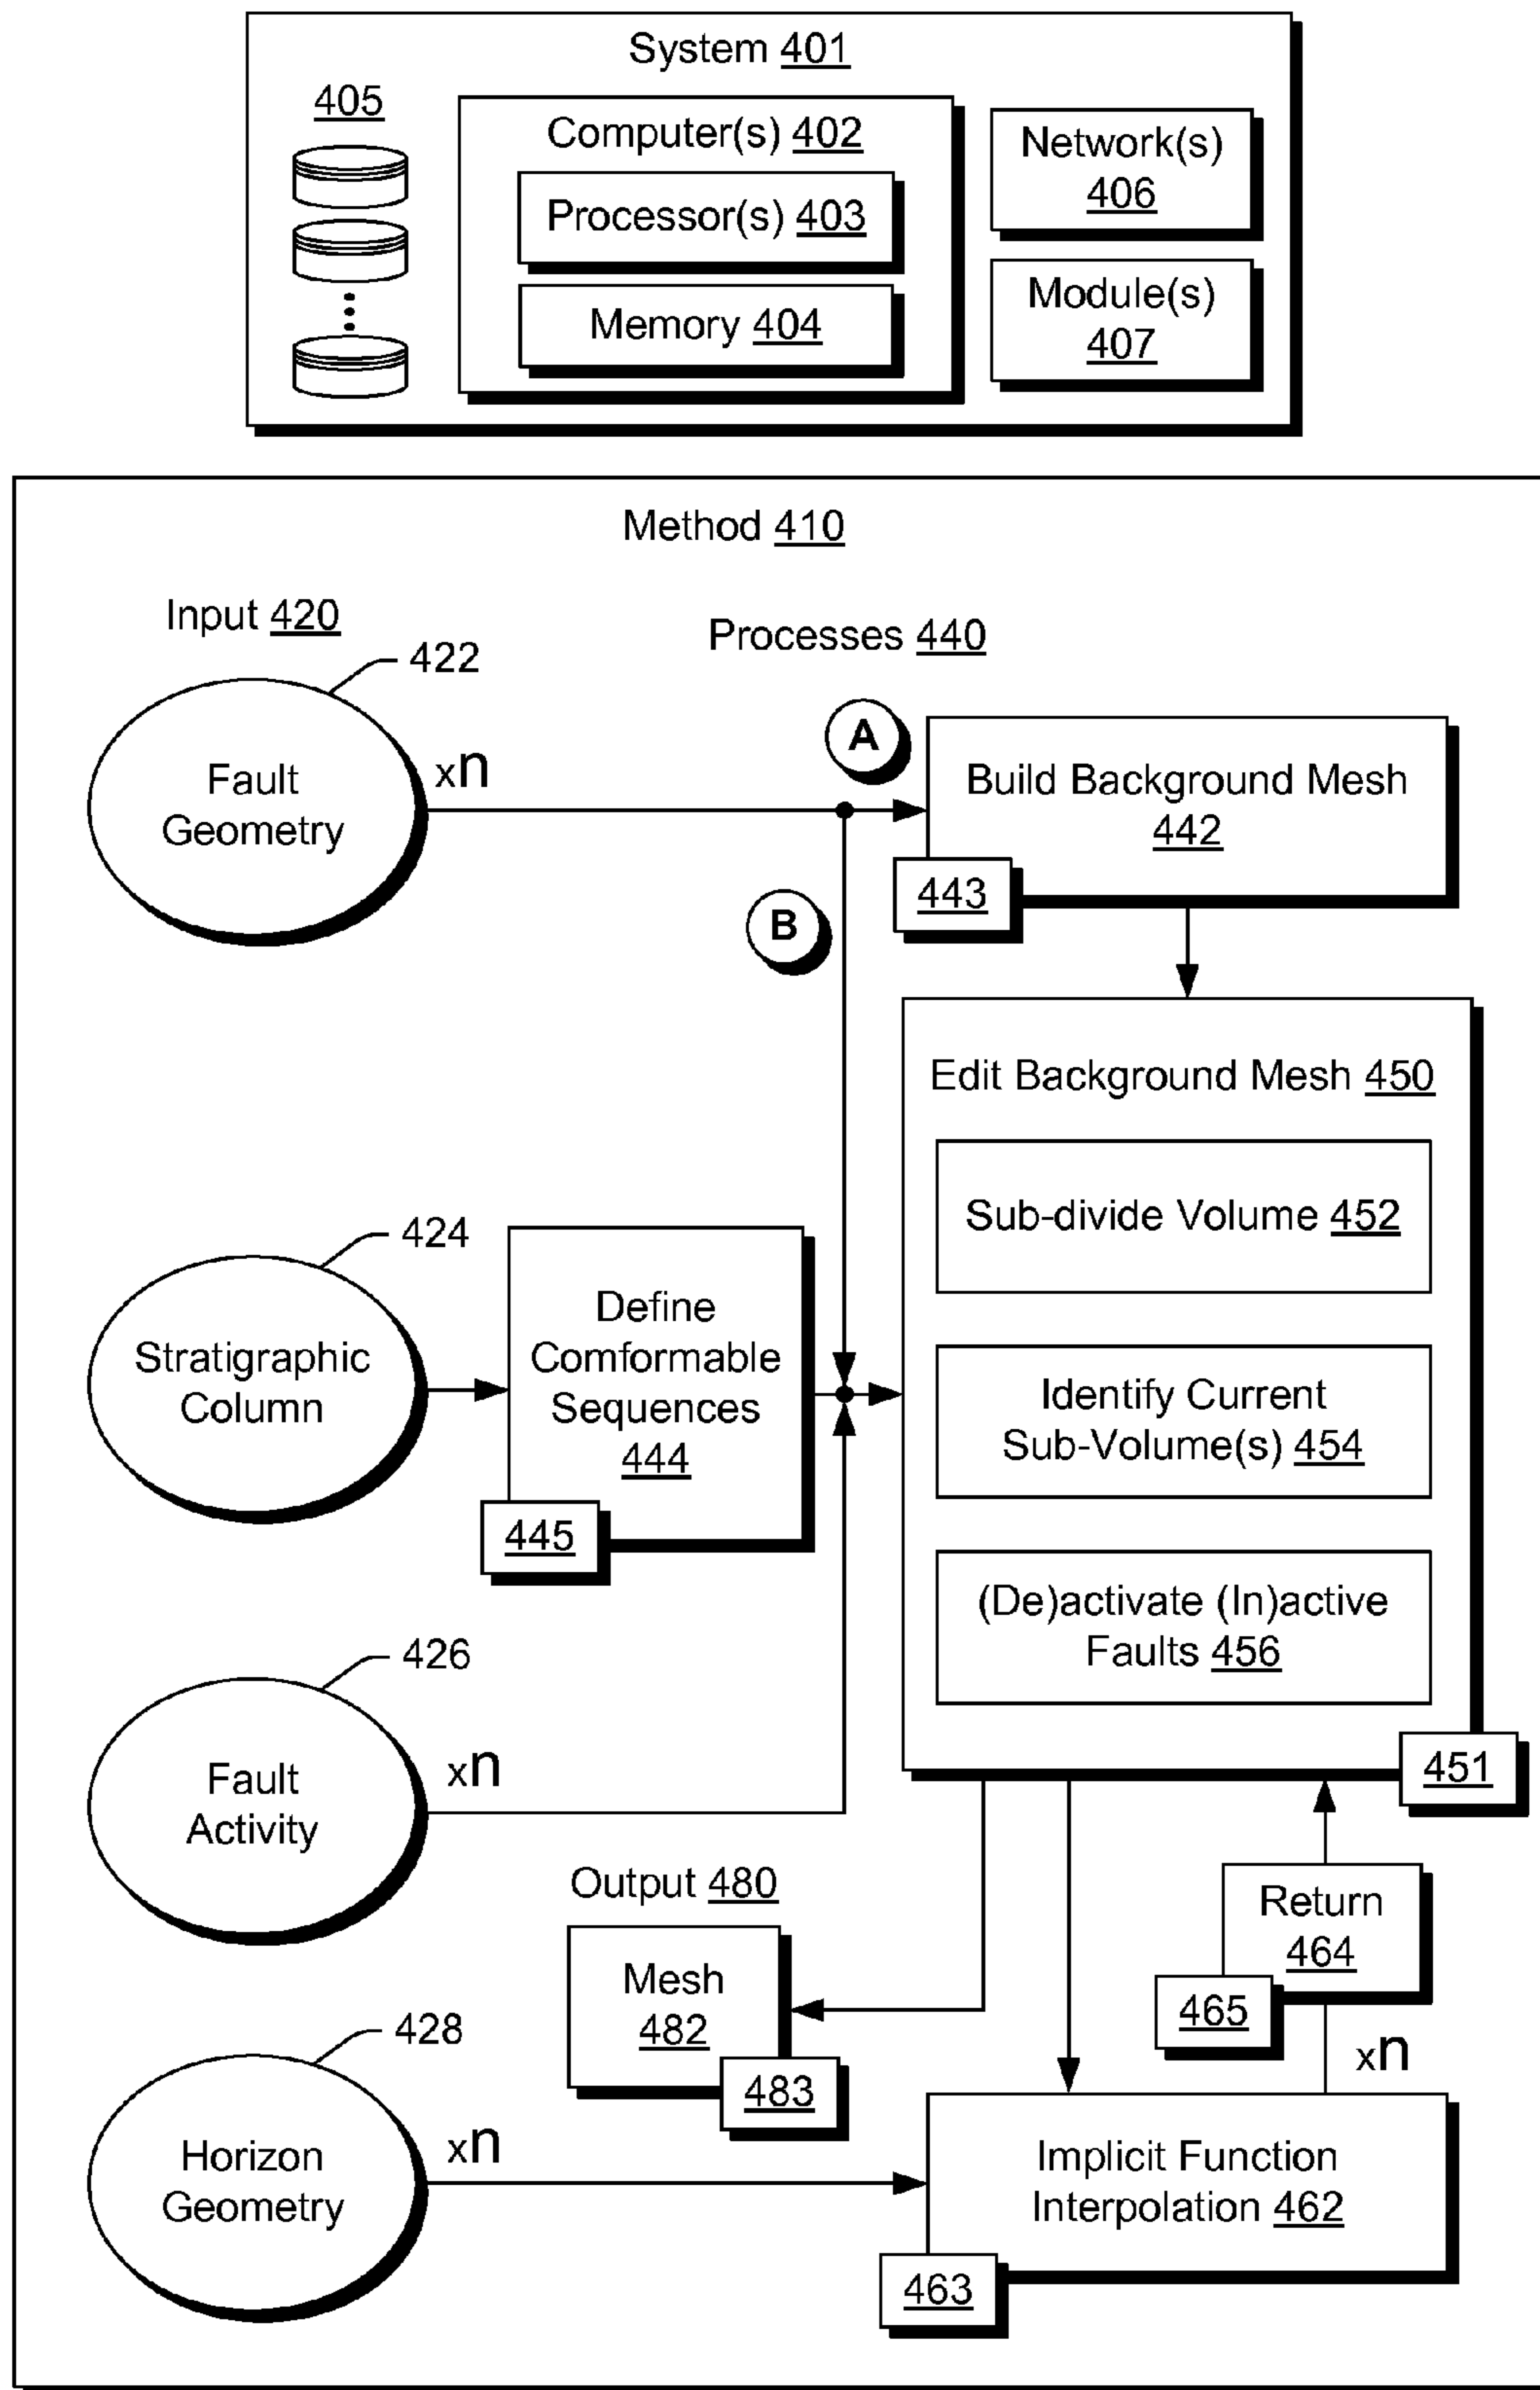 System 401
405
Computer(s) 402
Processor(s) 403
Memory 404
Network(s)
406
Module(s)
407
Method 410
Input 420
Processes 440
422
Fault
Geometry
xn
A
B
Build Background Mesh
442
443
Edit Background Mesh 450
Sub-divide Volume 452
Identify Current
Sub-Volume(s) 454
(De)activate (In)active
Faults 456
451
424
Stratigraphic
Column
Define
Comformable
Sequences
444
445
426
Fault
Activity
xn
Output 480
Mesh
482
483
Return
464
465
xn
428
Horizon
Geometry
xn
Implicit Function
Interpolation 462
463